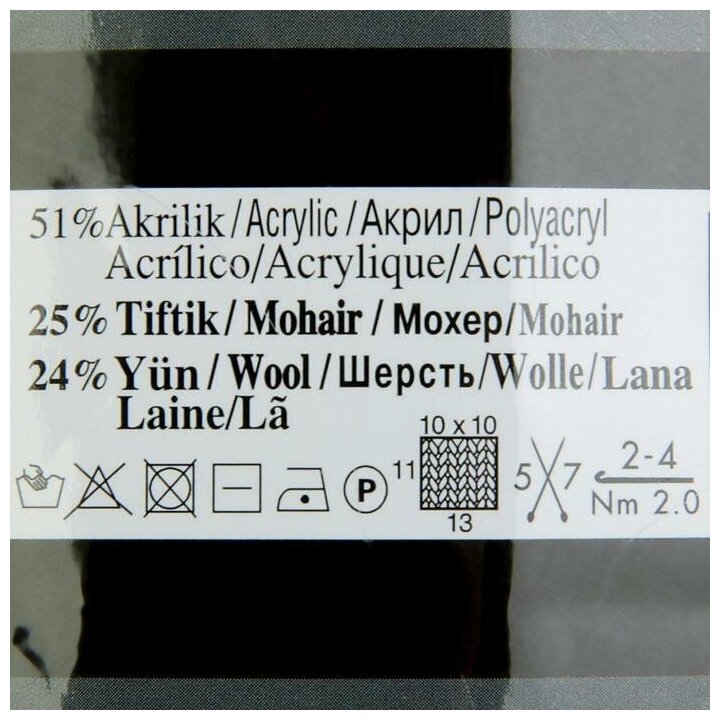 51% Akrilik / Acrylic / Акрил / Polyacryl
Acrílico/Acrylique/Acrilico
25% Tiftik / Mohair / Мохер/Mohair
24% Yün / Wool / Шерсть/Wolle/Lana
Laine/Lã
10 x 10
11
13
P
5 7
2-4
Nm 2.0